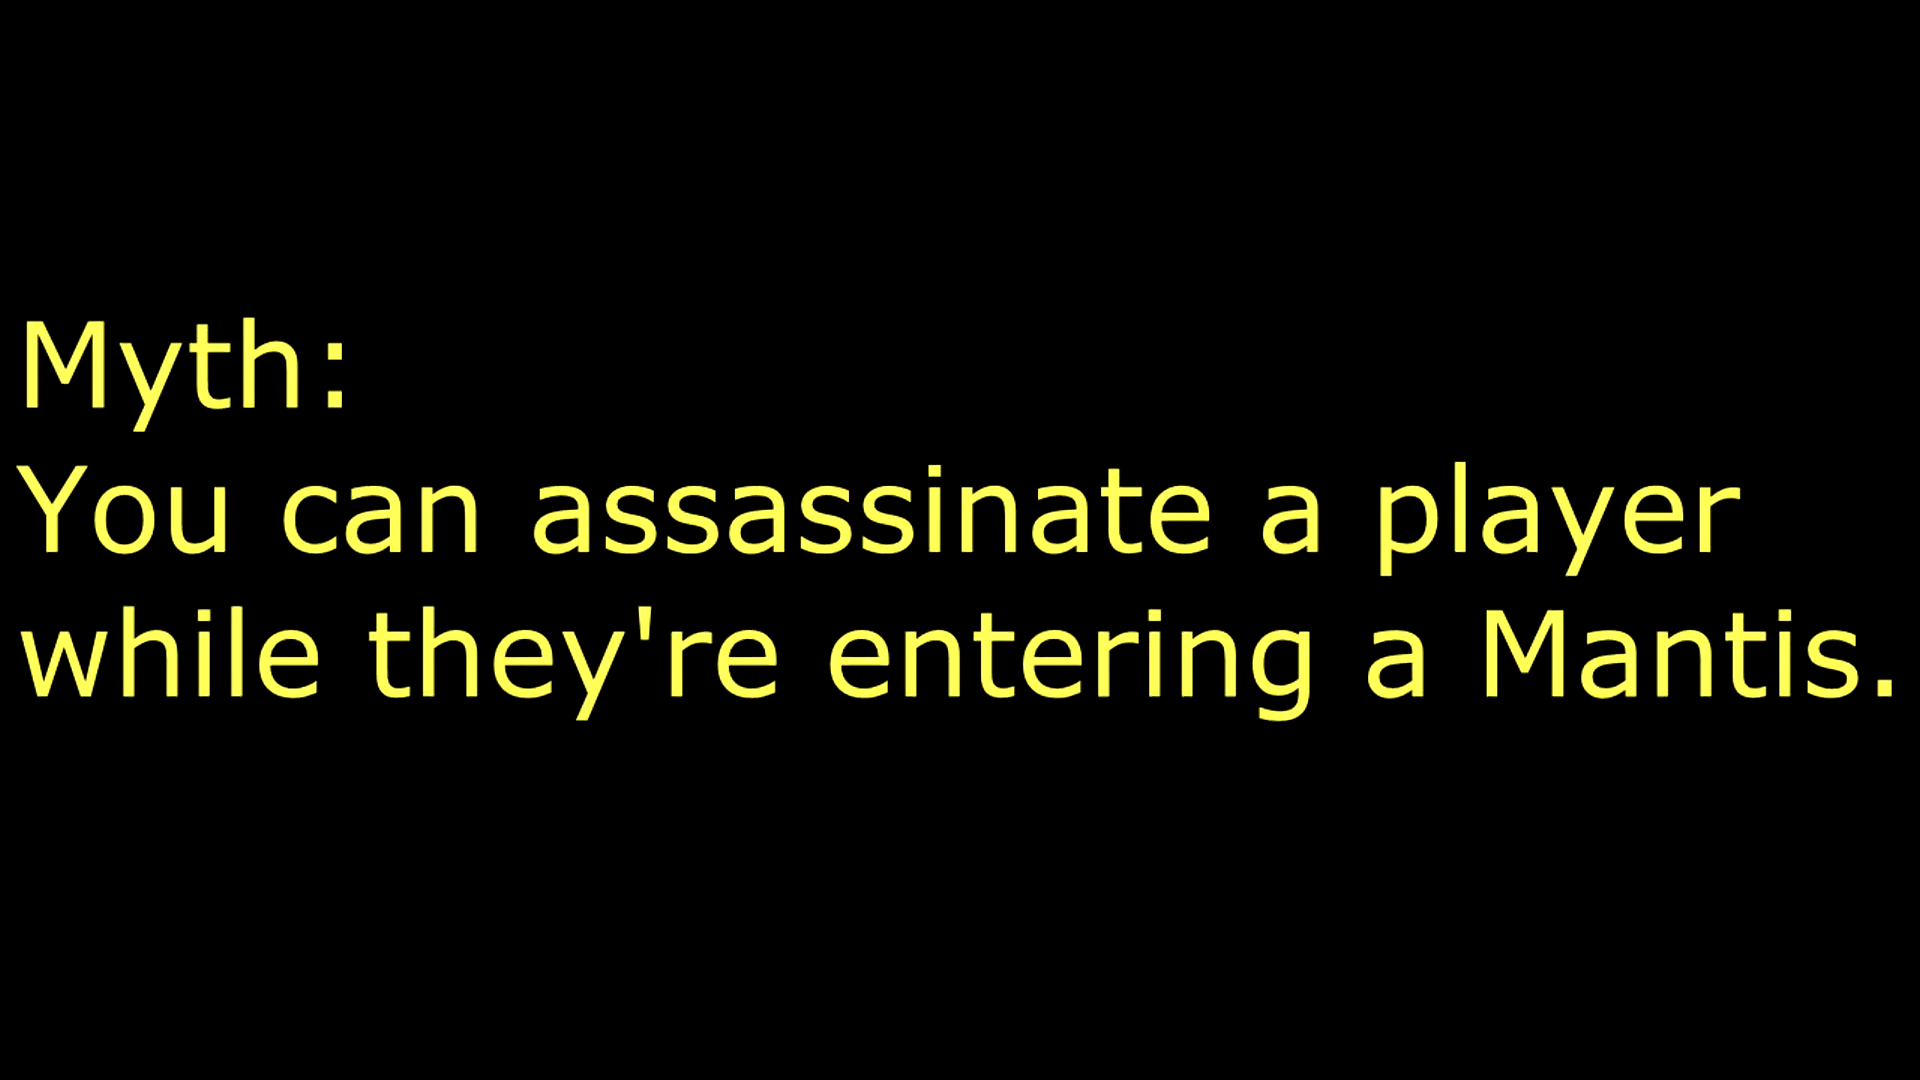 Myth:
You can assassinate a player
while they're entering a Mantis.